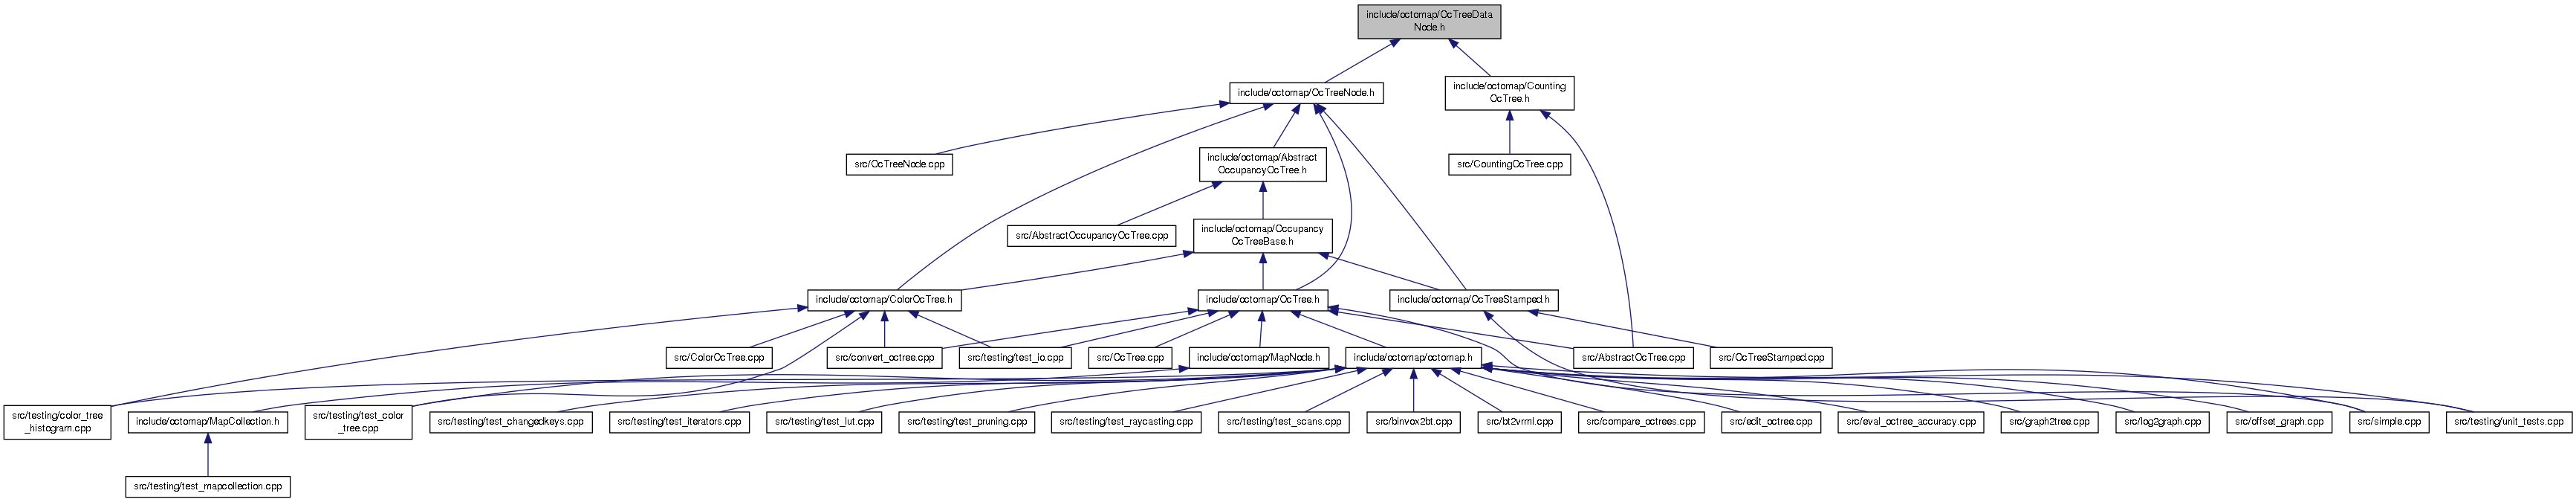 include/octomap/OcTreeData
Node.h
include/octomap/OcTreeNode.h
include/octomap/Counting
OcTree.h
src/OcTreeNode.cpp
include/octomap/Abstract
OccupancyOcTree.h
src/CountingOcTree.cpp
src/AbstractOccupancyOcTree.cpp
include/octomap/Occupancy
OcTreeBase.h
include/octomap/ColorOcTree.h
include/octomap/OcTree.h
include/octomap/OcTreeStamped.h
src/ColorOcTree.cpp
src/convert_octree.cpp
src/testing/test_io.cpp
src/OcTree.cpp
include/octomap/MapNode.h
include/octomap/octomap.h
src/AbstractOcTree.cpp
src/OcTreeStamped.cpp
src/testing/color_tree
_histogram.cpp
include/octomap/MapCollection.h
src/testing/test_color
_tree.cpp
src/testing/test_changedkeys.cpp
src/testing/test_iterators.cpp
src/testing/test_lut.cpp
src/testing/test_pruning.cpp
src/testing/test_raycasting.cpp
src/testing/test_scans.cpp
src/binvox2bt.cpp
src/bt2vrml.cpp
src/compare_octrees.cpp
src/edit_octree.cpp
src/eval_octree_accuracy.cpp
src/graph2tree.cpp
src/log2graph.cpp
src/offset_graph.cpp
src/simple.cpp
src/testing/unit_tests.cpp
src/testing/test_mapcollection.cpp